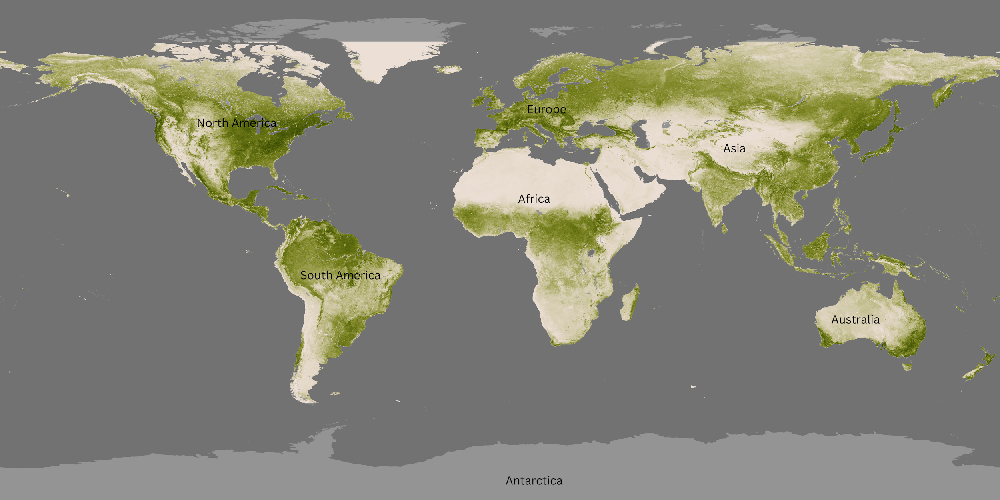 Europe
North America
Asia
Africa
South America
Australia
Antarctica